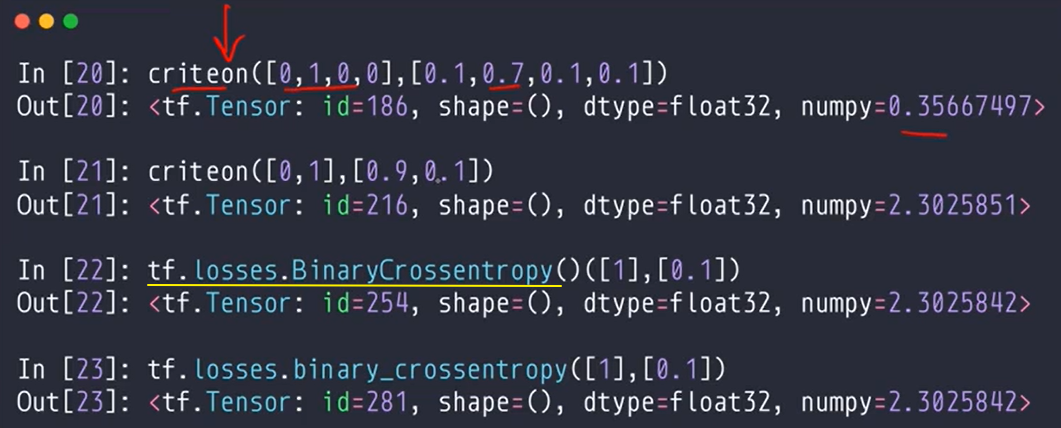 In [20]: criteon([0,1,0,0],[0.1,0.7,0.1,0.1])
Out[20]: <tf.Tensor: id=186, shape=(), dtype=float32, numpy=0.35667497>
In [21]: criteon([0,1],[0.9,0.1])
Out[21]: <tf.Tensor: id=216, shape=(), dtype=float32, numpy=2.3025851>
In [22]: tf.losses.BinaryCrossentropy()([1],[0.1])
Out[22]: <tf.Tensor: id=254, shape=(), dtype=float32, numpy=2.3025842>
In [23]: tf.losses.binary_crossentropy([1],[0.1])
Out[23]: <tf.Tensor: id=281, shape=(), dtype=float32, numpy=2.3025842>